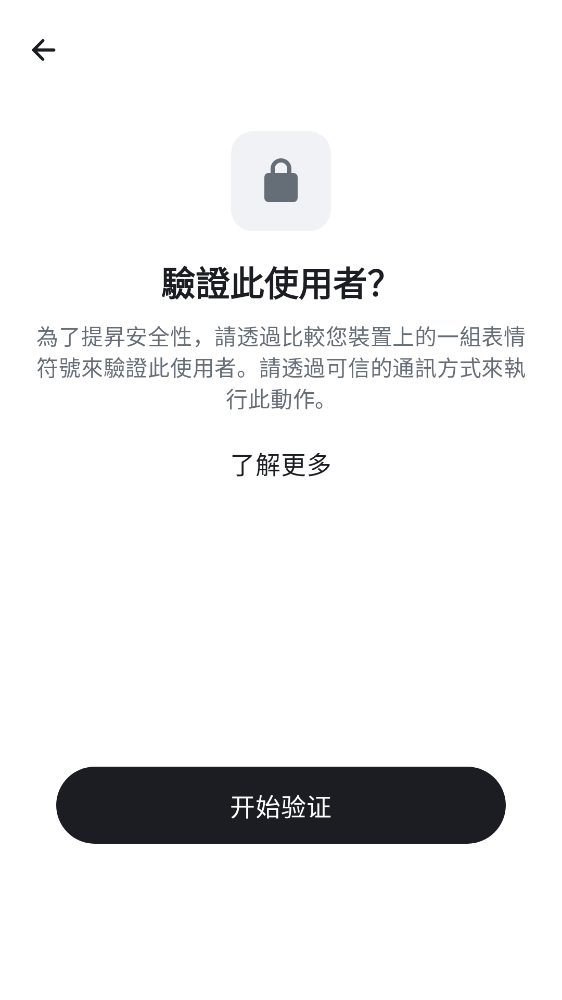 驗證此使用者？
為了提昇安全性，請透過比較您裝置上的一組表情
符號來驗證此使用者。請透過可信的通訊方式來執
行此動作。
了解更多
开始验证